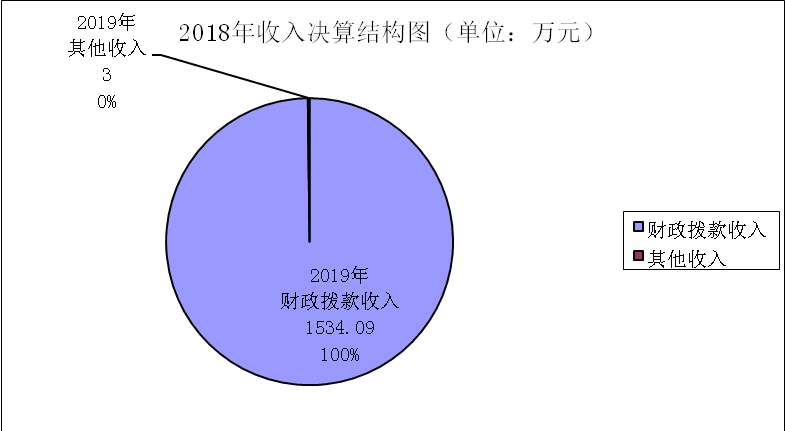 2018年收入决算结构图（单位：万元）
2019年
其他收入
3
0%
2019年
财政拨款收入
1534.09
100%
财政拨款收入
其他收入